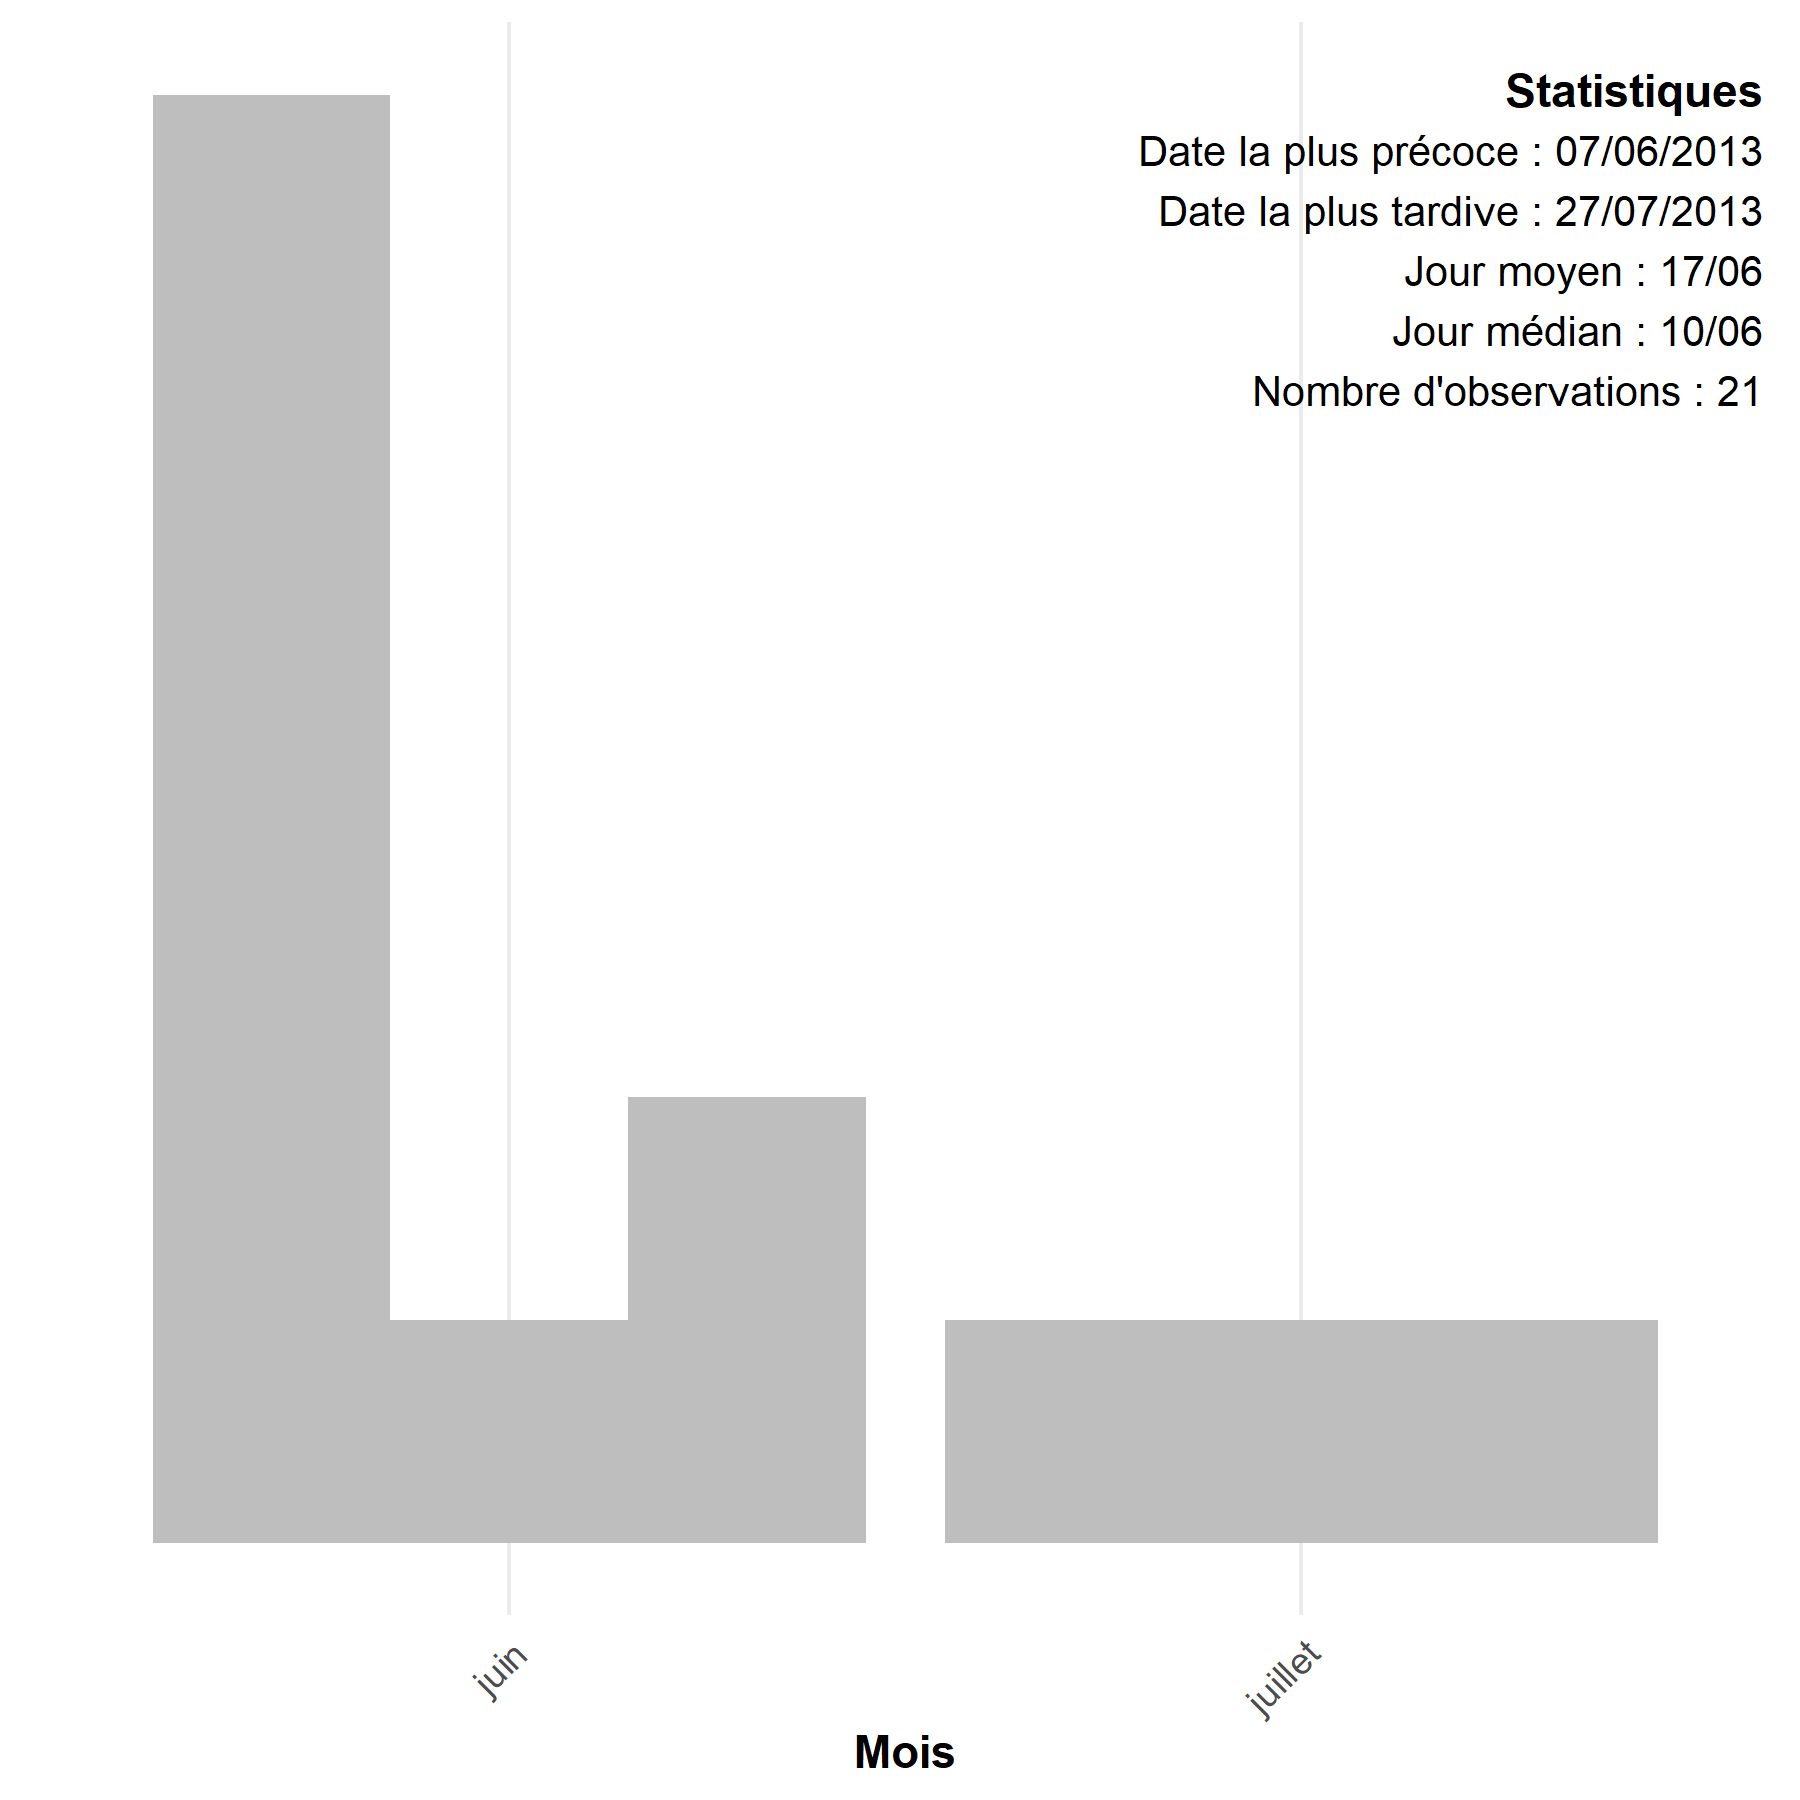 Statistiques
Date la plus précoce : 07/06/2013
Date la plus tardive : 27/07/2013
Jour moyen : 17/06
Jour médian : 10/06
Nombre d'observations : 21
juin
juillet
Mois